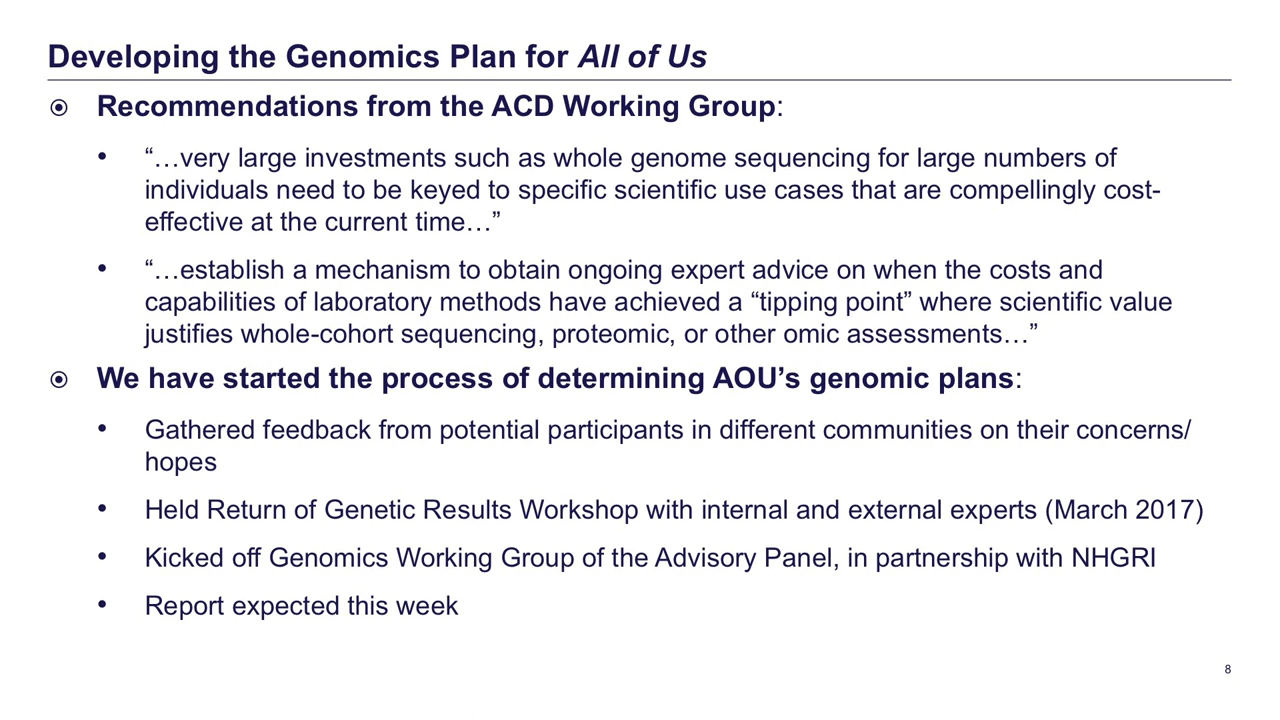 Developing the Genomics Plan for All of Us
Recommendations from the ACD Working Group:
• “…very large investments such as whole genome sequencing for large numbers of
individuals need to be keyed to specific scientific use cases that are compellingly cost-
effective at the current time…”
• “…establish a mechanism to obtain ongoing expert advice on when the costs and
capabilities of laboratory methods have achieved a “tipping point” where scientific value
justifies whole-cohort sequencing, proteomic, or other omic assessments…”
We have started the process of determining AOU’s genomic plans:
• Gathered feedback from potential participants in different communities on their concerns/
hopes
• Held Return of Genetic Results Workshop with internal and external experts (March 2017)
• Kicked off Genomics Working Group of the Advisory Panel, in partnership with NHGRI
• Report expected this week
8